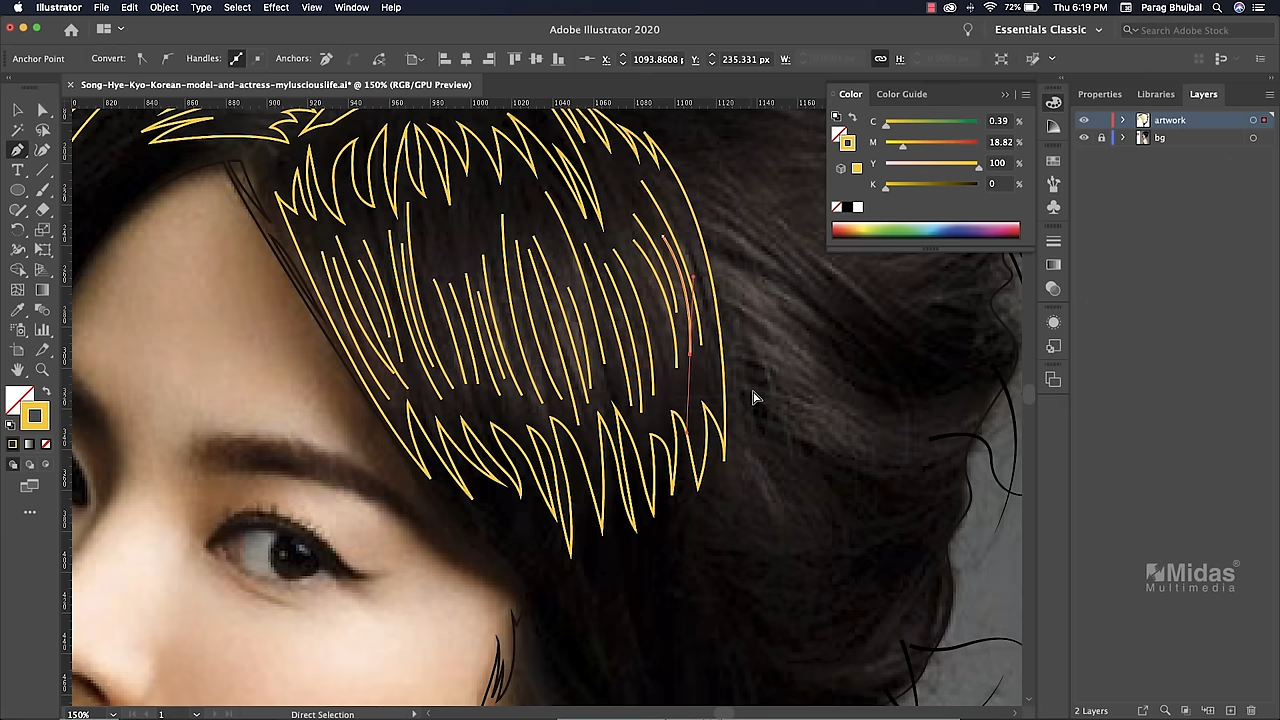 Illustrator File Edit Object Type Select Effect View Window Help 72% Thu 6:19 PM Parag Bhujbal
Adobe Illustrator 2020 Essentials Classic Search Adobe Stock
Anchor Point Convert: Handles: Anchors: X: 1093.8608 p Y: 235.331 px W: H:
× Song-Hye-Kyo-Korean-model-and-actress-mylusciouslife.ai* @ 150% (RGB/GPU Preview)
820 840 860 880 900 920 940 960 980 1000 1020 1040 1060 1080 1100 1120 1140 1160
Color Color Guide
C 0.39 %
M 18.82 %
Y 100 %
K 0 %
Properties Libraries Layers
artwork
bg
Midas®
Multimedia
150% 1 Direct Selection
2 Layers